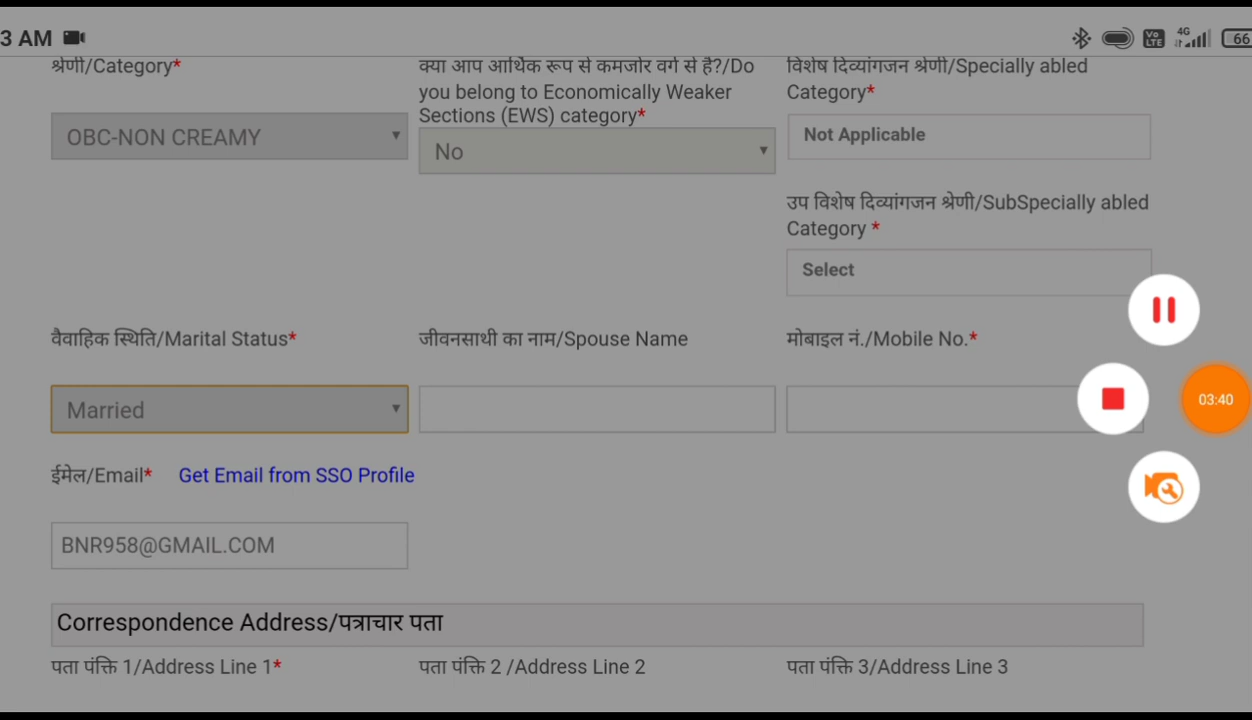 3 AM
Vo LTE 4G 66
श्रेणी/Category*
क्या आप आर्थिक रूप से कमजोर वर्ग से है?/Do
you belong to Economically Weaker
Sections (EWS) category*
विशेष दिव्यांगजन श्रेणी/Specially abled
Category*
OBC-NON CREAMY
No
Not Applicable
उप विशेष दिव्यांगजन श्रेणी/SubSpecially abled
Category *
Select
वैवाहिक स्थिति/Marital Status*
जीवनसाथी का नाम/Spouse Name
मोबाइल नं./Mobile No.*
Married
03:40
ईमेल/Email* Get Email from SSO Profile
BNR958@GMAIL.COM
Correspondence Address/पत्राचार पता
पता पंक्ति 1/Address Line 1*
पता पंक्ति 2 /Address Line 2
पता पंक्ति 3/Address Line 3